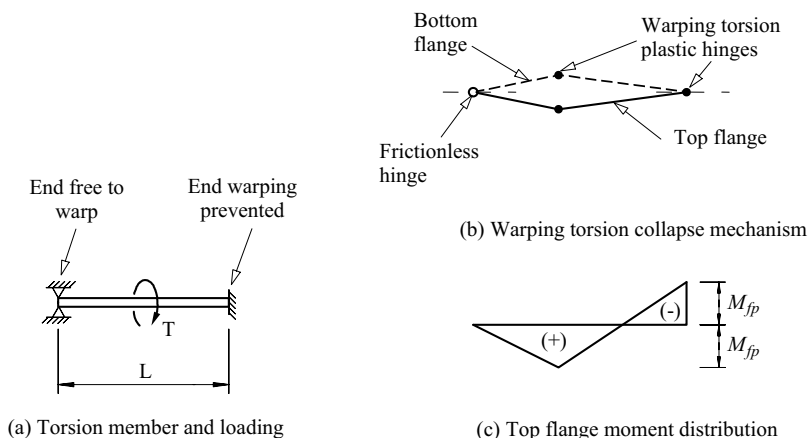 Bottom
flange
Warping torsion
plastic hinges
Frictionless
hinge
Top flange
(b) Warping torsion collapse mechanism
End free to
warp
End warping
prevented
T
L
(a) Torsion member and loading
(+)
(-)
M_fp
M_fp
(c) Top flange moment distribution